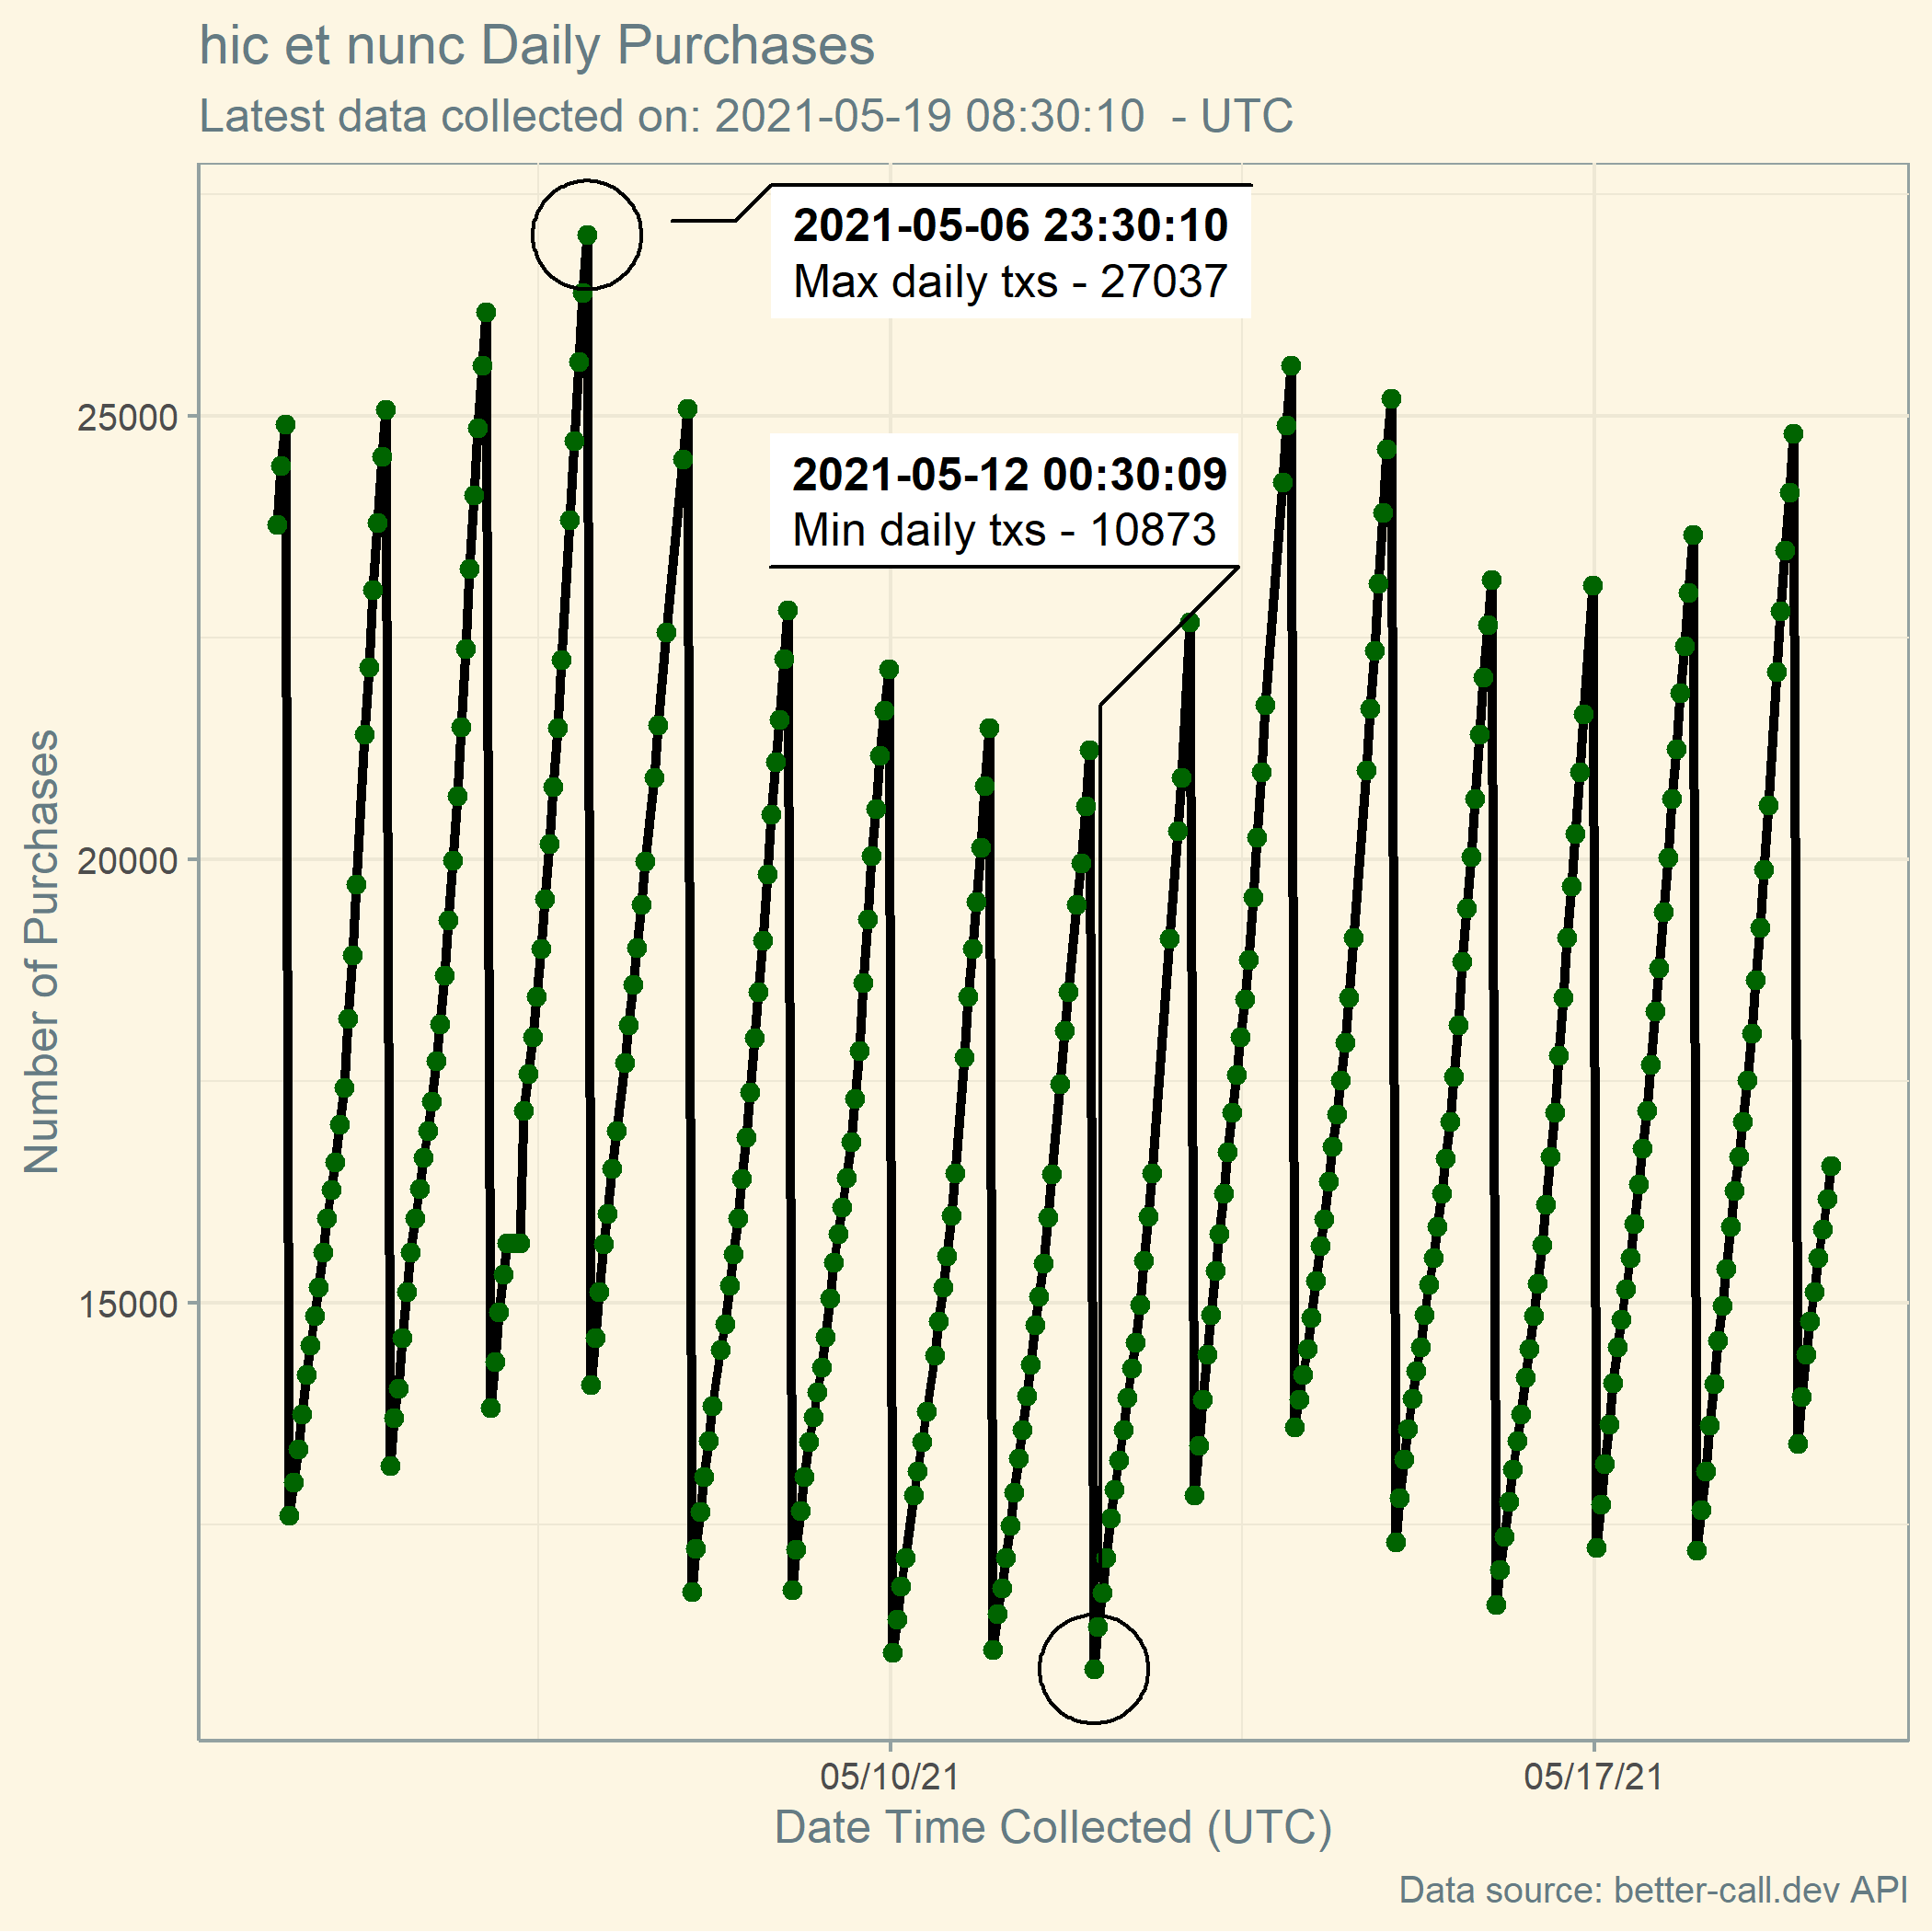 hic et nunc Daily Purchases
Latest data collected on: 2021-05-19 08:30:10  - UTC
2021-05-06 23:30:10
Max daily txs - 27037
2021-05-12 00:30:09
Min daily txs - 10873
Number of Purchases
25000
20000
15000
05/10/21
05/17/21
Date Time Collected (UTC)
Data source: better-call.dev API